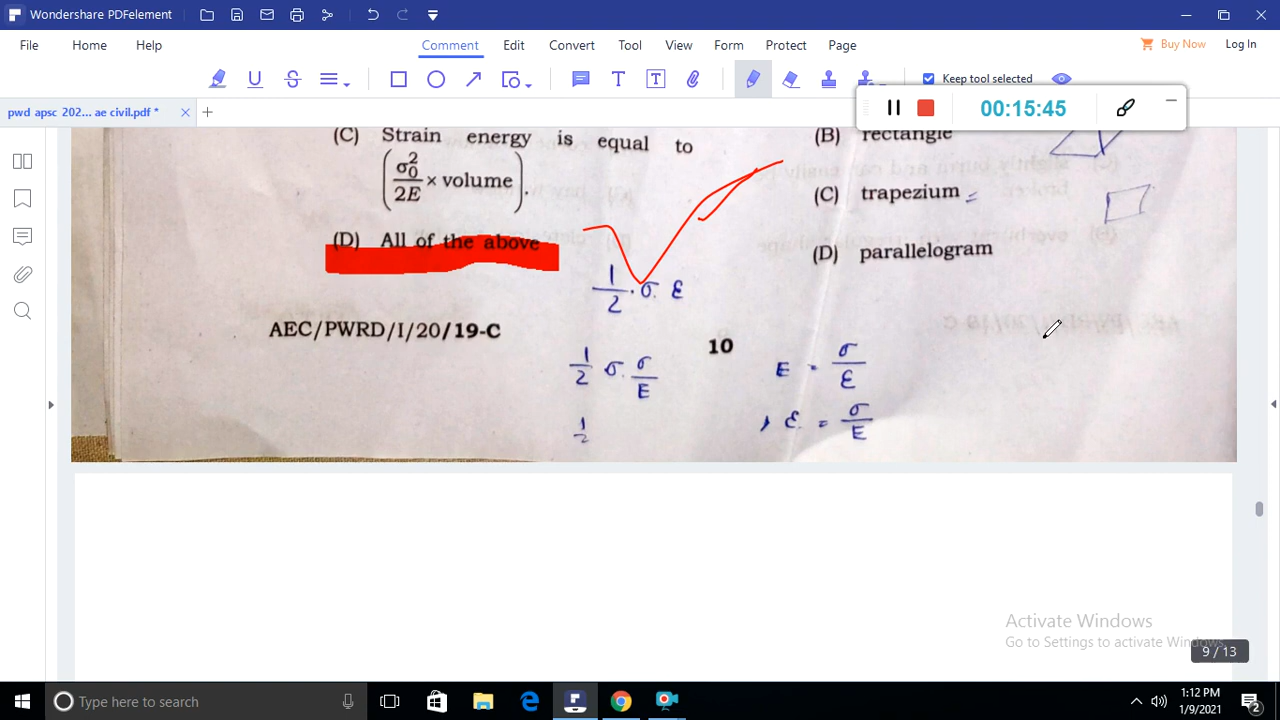 Wondershare PDFelement
File Home Help Comment Edit Convert Tool View Form Protect Page Buy Now Log In
Keep tool selected
pwd apsc 202... ae civil.pdf *
00:15:45
(C) Strain energy is equal to
(σ₀²/2E × volume).
(D) All of the above
(B) rectangle
(C) trapezium =
(D) parallelogram
1/2 · σ. ε
AEC/PWRD/I/20/19-C
10
1/2 σ. σ/E
E = σ/ε
1/2
, ε. = σ/E
Activate Windows
Go to Settings to activate Windows.
9 / 13
Type here to search
1:12 PM
1/9/2021
2